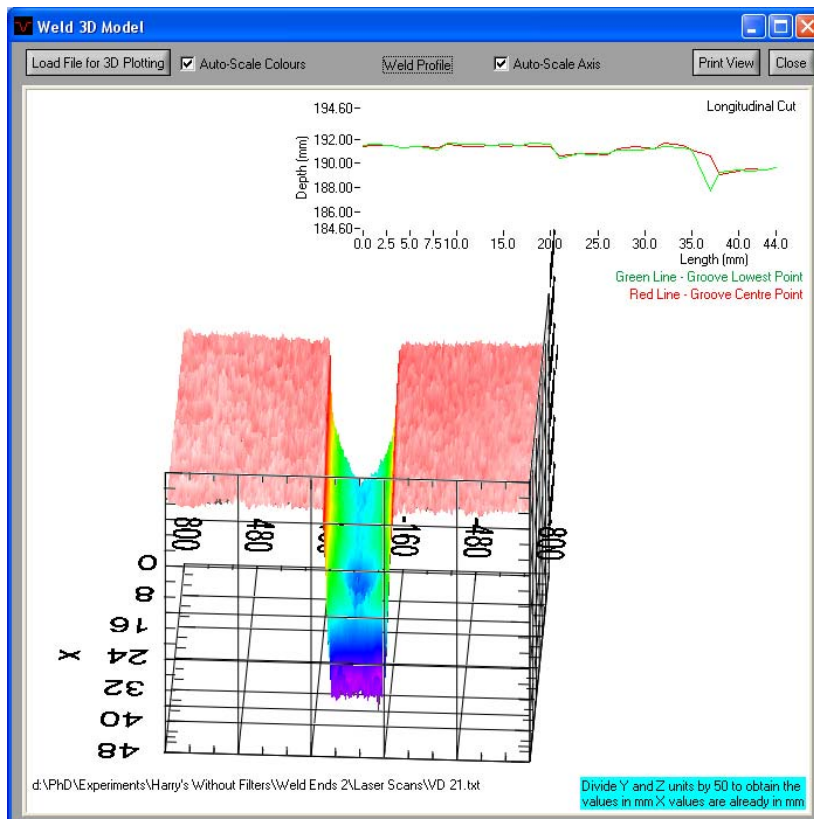 Weld 3D Model
Load File for 3D Plotting Auto-Scale Colours Weld Profile Auto-Scale Axis Print View Close
Longitudinal Cut
194.60
192.00
190.00
188.00
186.00
184.60
Depth (mm)
0.0 2.5 5.0 7.5 10.0 15.0 20.0 25.0 30.0 35.0 40.0 44.0
Length (mm)
Green Line - Groove Lowest Point
Red Line - Groove Centre Point
800 480 -160 -480 -800
0
8
16
24
32
40
48
X
d:\PhD\Experiments\Harry's Without Filters\Weld Ends 2\Laser Scans\VD 21.txt
Divide Y and Z units by 50 to obtain the
values in mm X values are already in mm